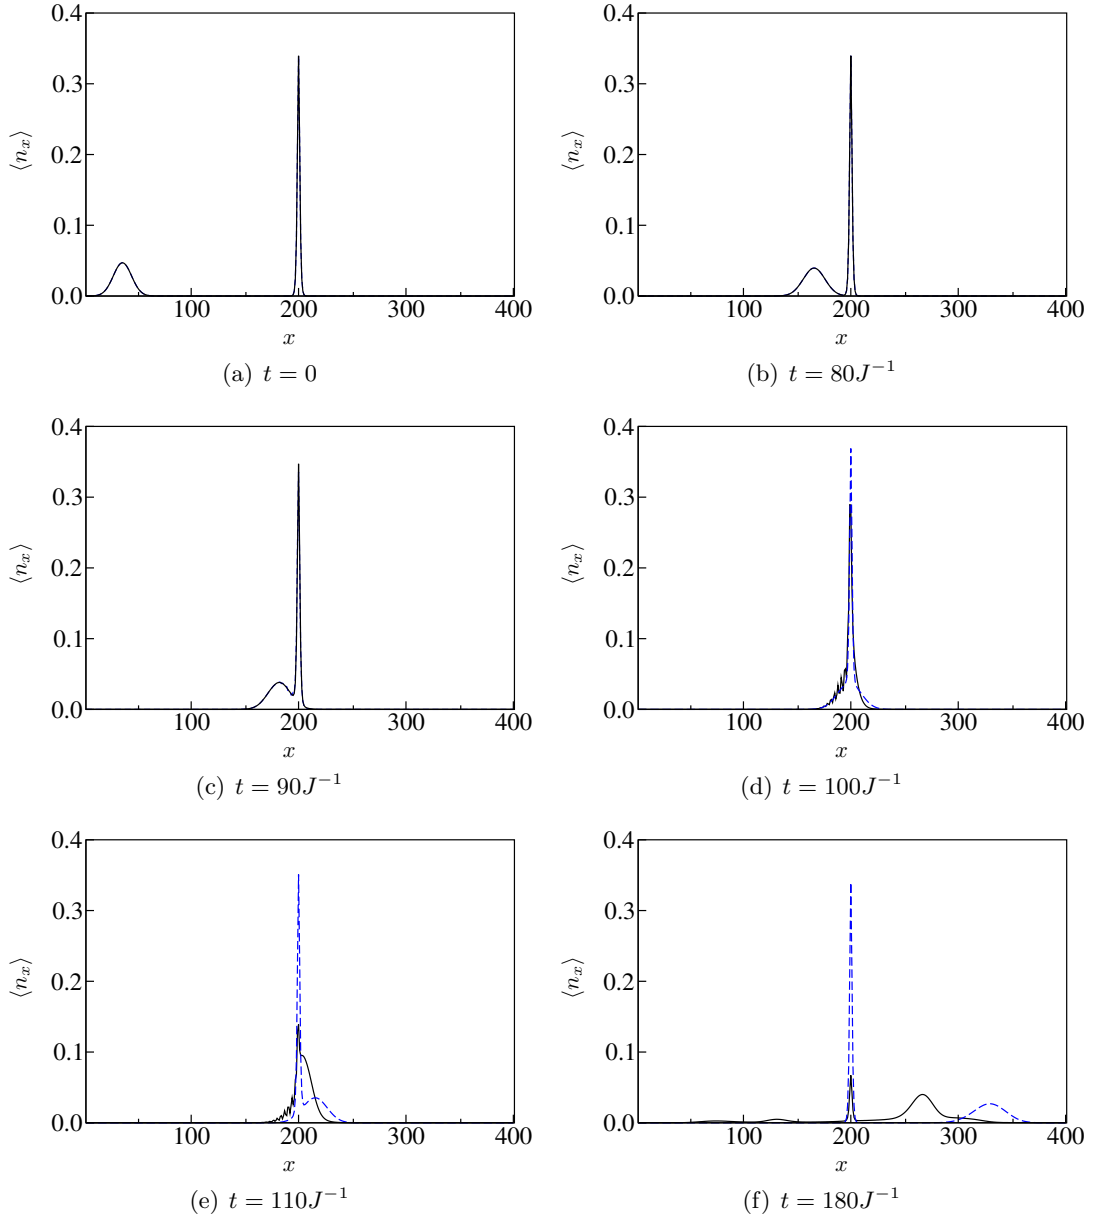 0.4 0.4
0.3 0.3
⟨n_x⟩ 0.2 ⟨n_x⟩ 0.2
0.1 0.1
0.0 0.0
100 200 300 400 100 200 300 400
x x
(a) t = 0 (b) t = 80J⁻¹
0.4 0.4
0.3 0.3
⟨n_x⟩ 0.2 ⟨n_x⟩ 0.2
0.1 0.1
0.0 0.0
100 200 300 400 100 200 300 400
x x
(c) t = 90J⁻¹ (d) t = 100J⁻¹
0.4 0.4
0.3 0.3
⟨n_x⟩ 0.2 ⟨n_x⟩ 0.2
0.1 0.1
0.0 0.0
100 200 300 400 100 200 300 400
x x
(e) t = 110J⁻¹ (f) t = 180J⁻¹